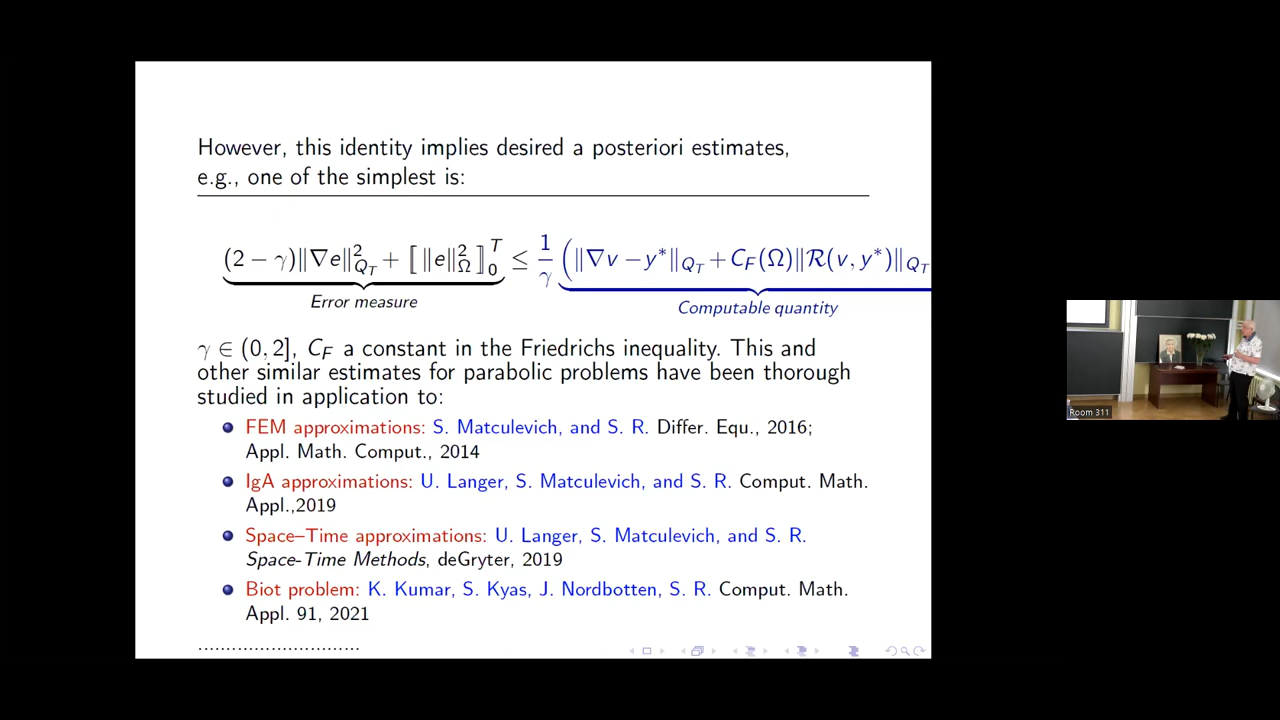 However, this identity implies desired a posteriori estimates,
e.g., one of the simplest is:
(2 − γ)‖∇e‖²_{Q_T} + ⟦ ‖e‖²_Ω ⟧₀ᵀ ≤ 1/γ (‖∇v − y*‖_{Q_T} + C_F(Ω)‖ℛ(v, y*)‖_{Q_T}
Error measure
Computable quantity
γ ∈ (0, 2], C_F a constant in the Friedrichs inequality. This and
other similar estimates for parabolic problems have been thorough
studied in application to:
FEM approximations: S. Matculevich, and S. R. Differ. Equ., 2016;
Appl. Math. Comput., 2014
IgA approximations: U. Langer, S. Matculevich, and S. R. Comput. Math.
Appl.,2019
Space–Time approximations: U. Langer, S. Matculevich, and S. R.
Space-Time Methods, deGryter, 2019
Biot problem: K. Kumar, S. Kyas, J. Nordbotten, S. R. Comput. Math.
Appl. 91, 2021
............................
Room 311